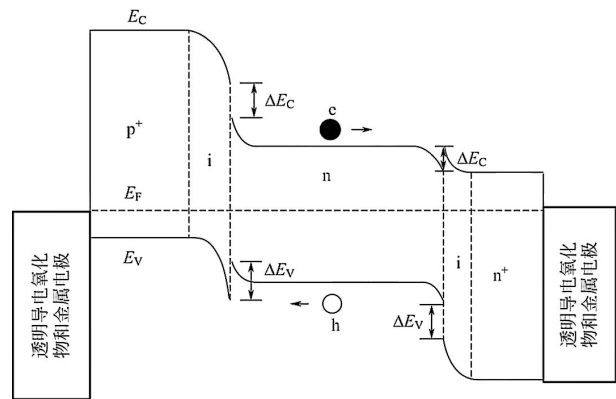 E_C
ΔE_C
e
p⁺
i
n
ΔE_C
E_F
E_V
ΔE_V
h
ΔE_V
i
n⁺
透明导电氧化
物和金属电极
透明导电氧化
物和金属电极